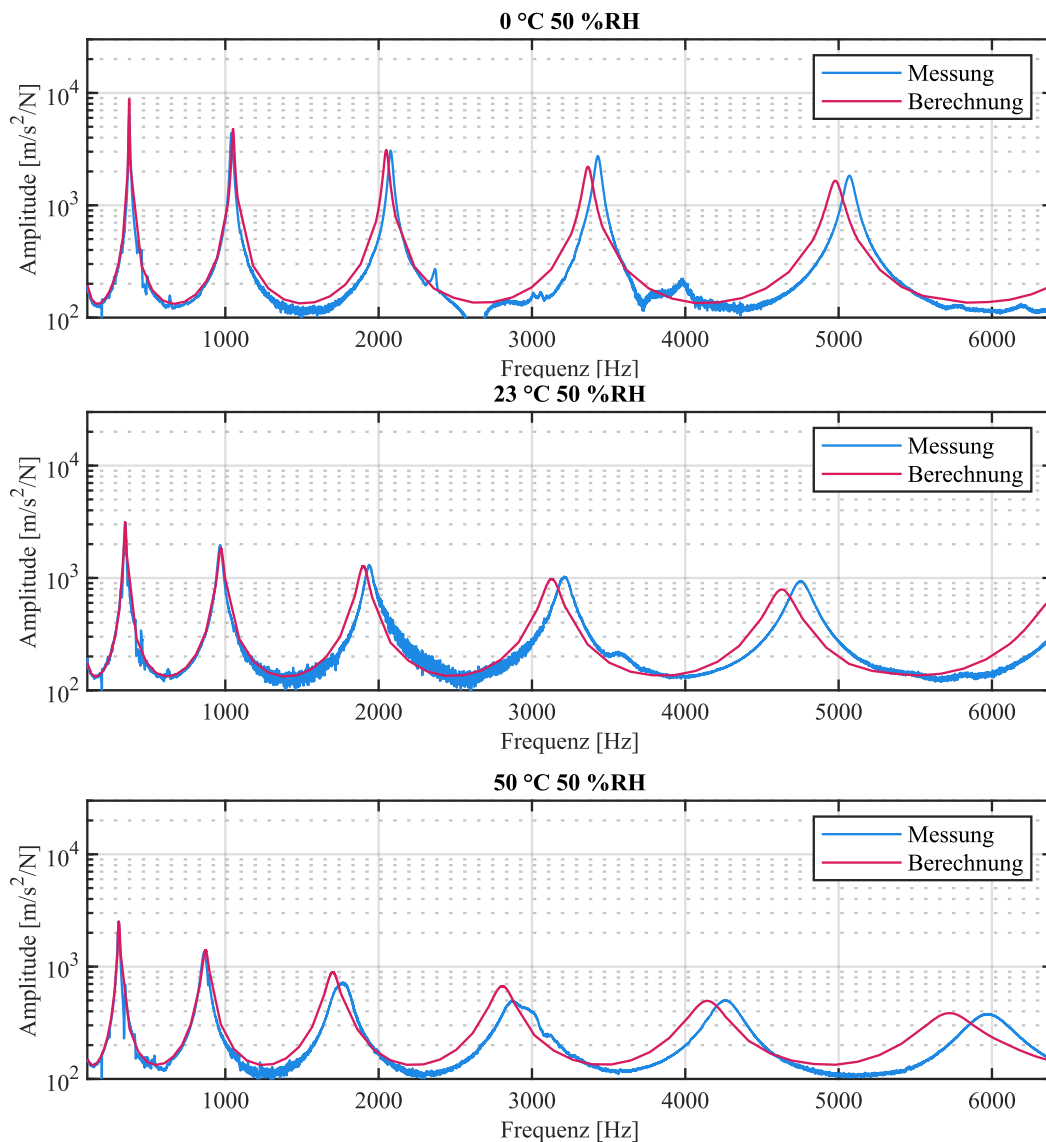 0 °C 50 %RH
Messung
Berechnung
Amplitude [m/s²/N]
10⁴
10³
10²
1000 2000 3000 4000 5000 6000
Frequenz [Hz]
23 °C 50 %RH
Messung
Berechnung
Amplitude [m/s²/N]
10⁴
10³
10²
1000 2000 3000 4000 5000 6000
Frequenz [Hz]
50 °C 50 %RH
Messung
Berechnung
Amplitude [m/s²/N]
10⁴
10³
10²
1000 2000 3000 4000 5000 6000
Frequenz [Hz]